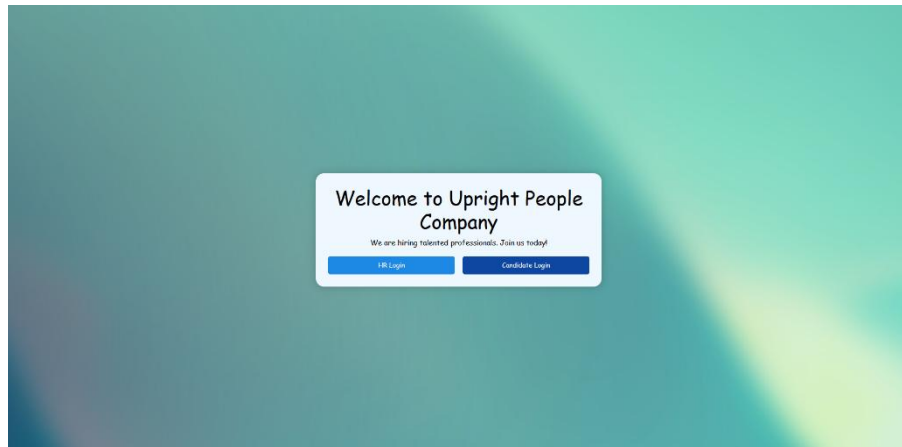 Welcome to Upright People
Company
We are hiring talented professionals. Join us today!
HR Login
Candidate Login